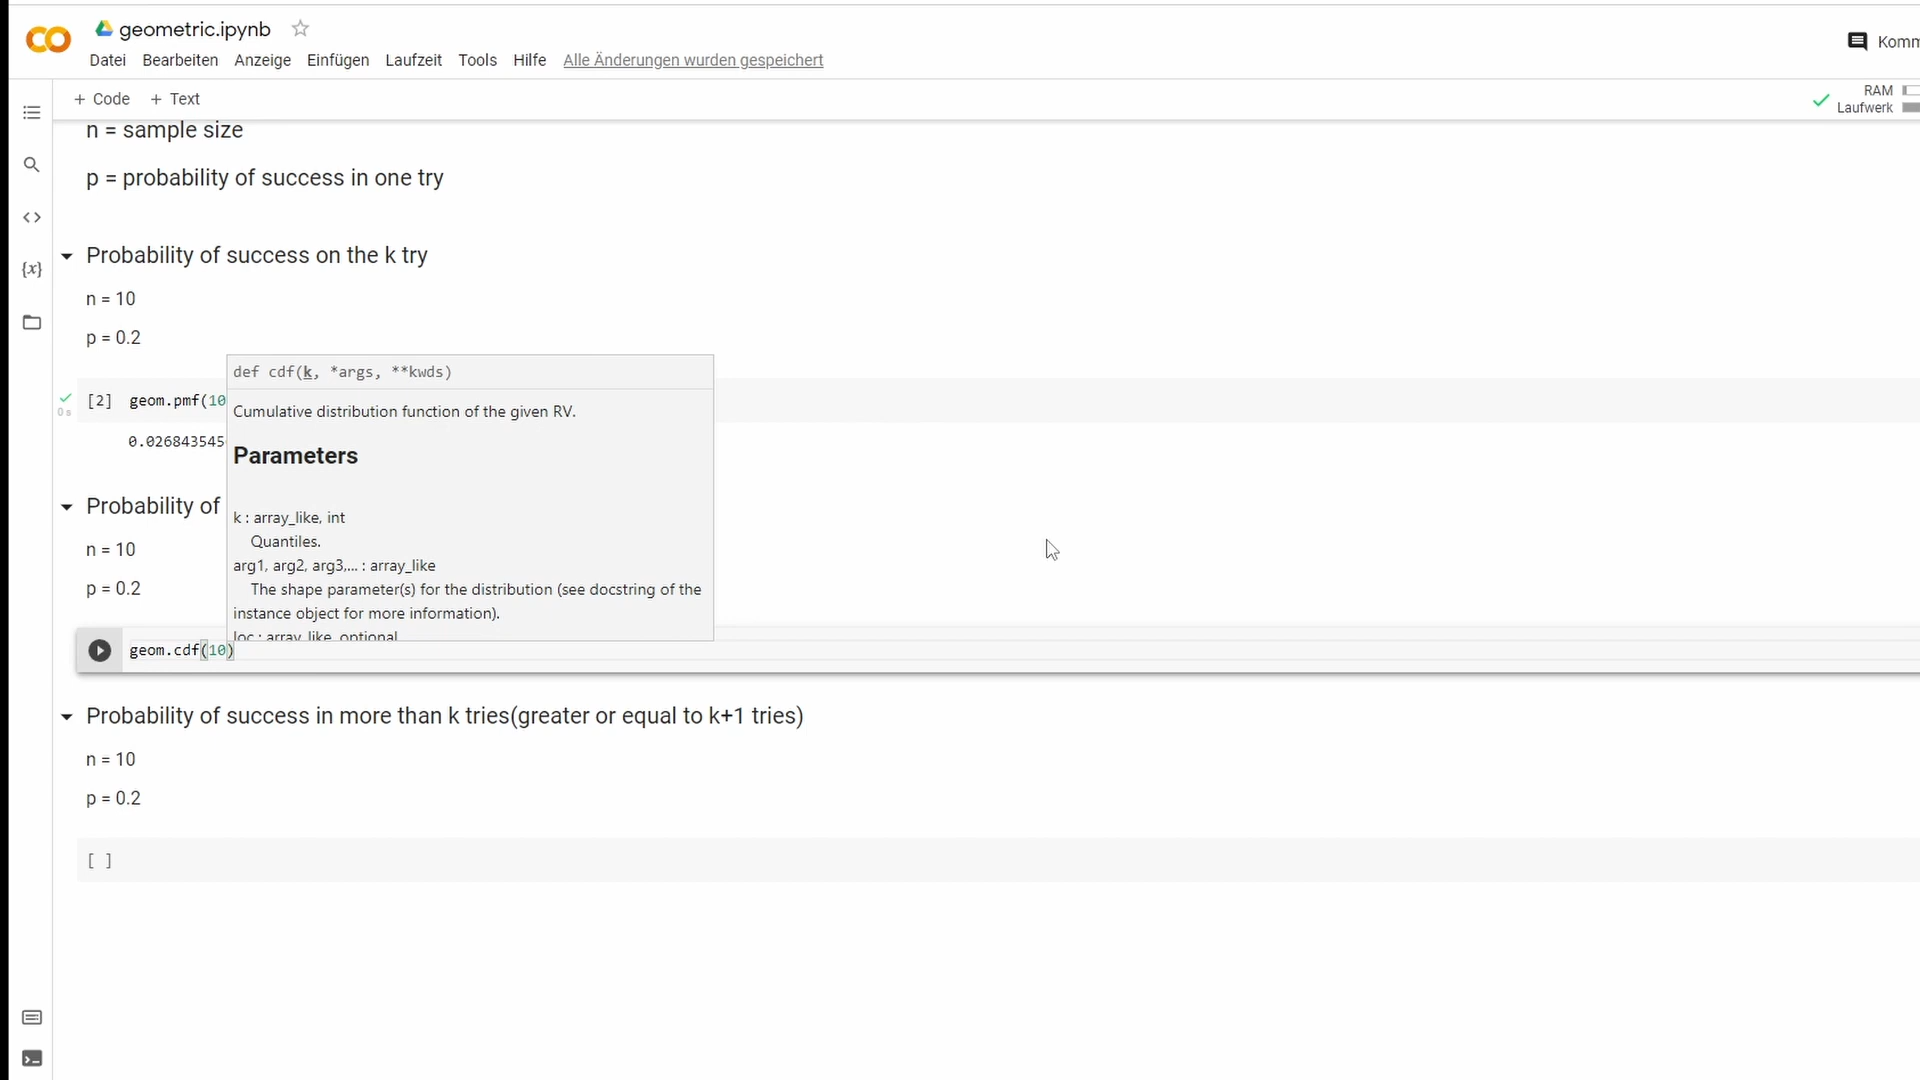 geometric.ipynb
Datei Bearbeiten Anzeige Einfügen Laufzeit Tools Hilfe Alle Änderungen wurden gespeichert
Komm
+ Code + Text
RAM
Laufwerk
n = sample size
p = probability of success in one try
Probability of success on the k try
n = 10
p = 0.2
def cdf(k, *args, **kwds)
[2] geom.pmf(10
0s
Cumulative distribution function of the given RV.
0.026843545
Parameters
Probability of
k : array_like, int
Quantiles.
n = 10
arg1, arg2, arg3,... : array_like
The shape parameter(s) for the distribution (see docstring of the
p = 0.2
instance object for more information).
loc : array_like, optional
geom.cdf(10)
Probability of success in more than k tries(greater or equal to k+1 tries)
n = 10
p = 0.2
[ ]